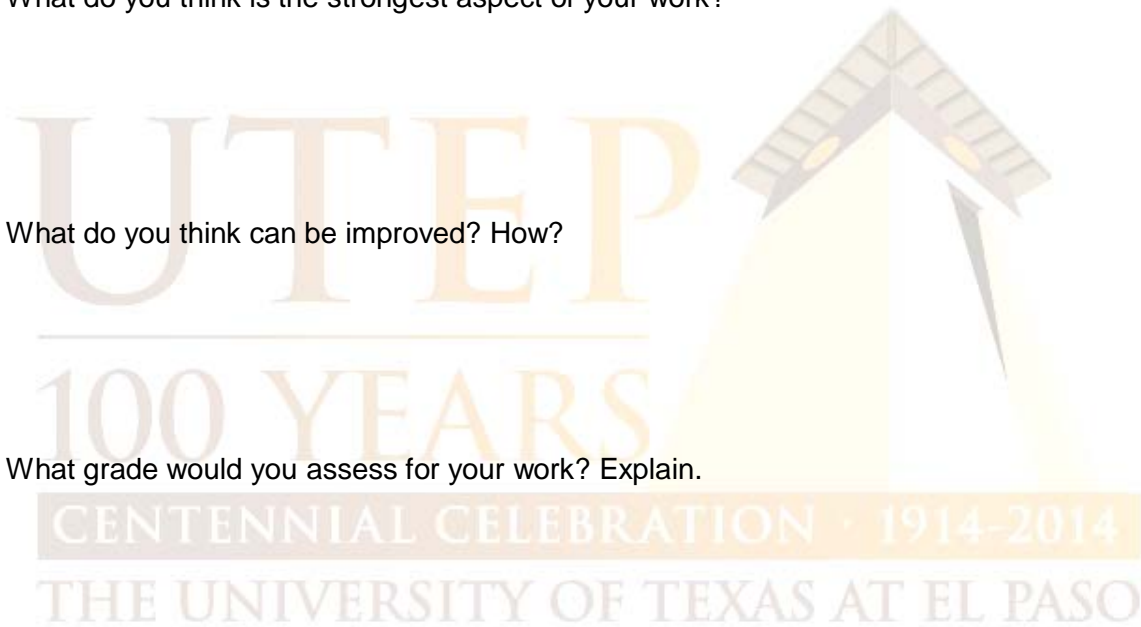 What do you think is the strongest aspect of your work?
UTEP
What do you think can be improved? How?
100 YEARS
What grade would you assess for your work? Explain.
CENTENNIAL CELEBRATION · 1914-2014
THE UNIVERSITY OF TEXAS AT EL PASO